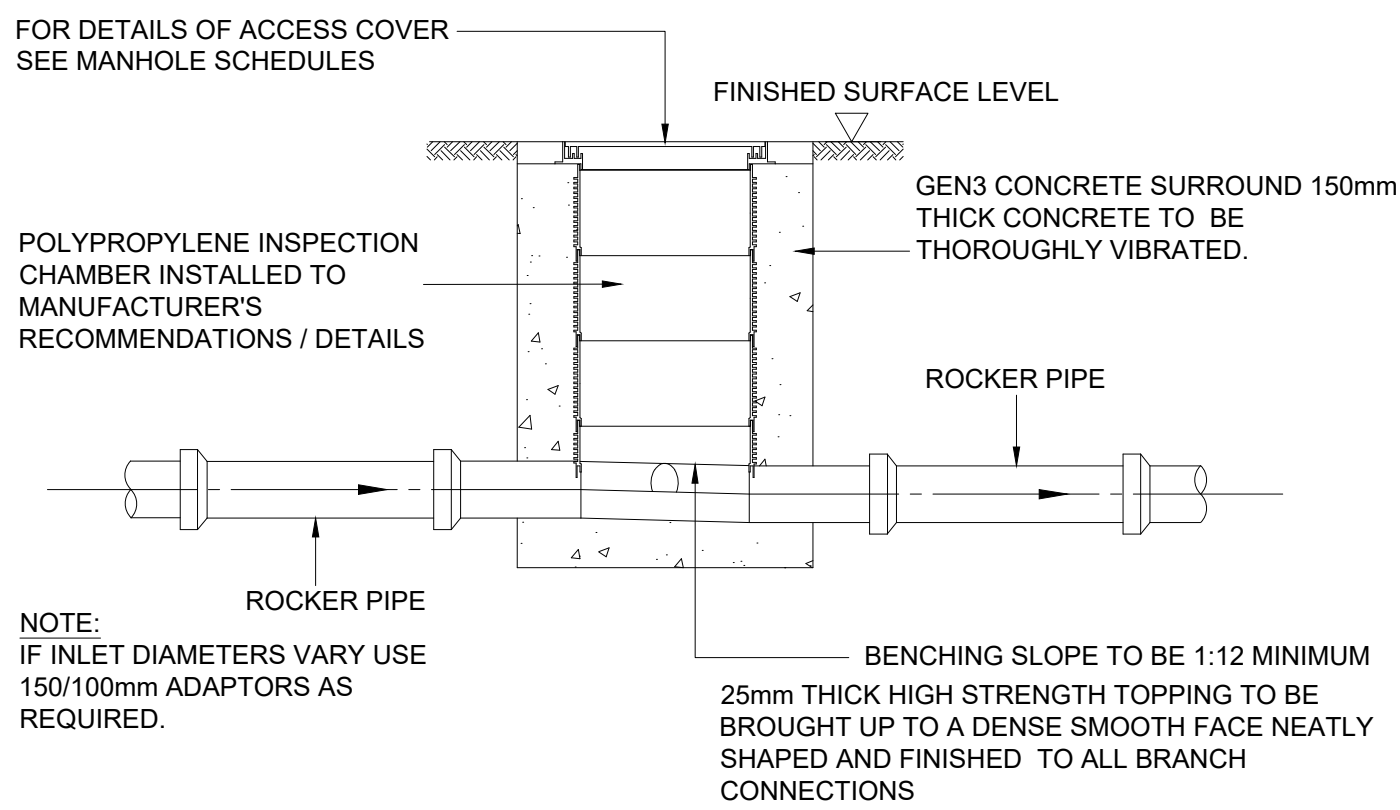 FOR DETAILS OF ACCESS COVER
SEE MANHOLE SCHEDULES
FINISHED SURFACE LEVEL
GEN3 CONCRETE SURROUND 150mm
THICK CONCRETE TO BE
THOROUGHLY VIBRATED.
POLYPROPYLENE INSPECTION
CHAMBER INSTALLED TO
MANUFACTURER'S
RECOMMENDATIONS / DETAILS
ROCKER PIPE
ROCKER PIPE
NOTE:
IF INLET DIAMETERS VARY USE
150/100mm ADAPTORS AS
REQUIRED.
BENCHING SLOPE TO BE 1:12 MINIMUM
25mm THICK HIGH STRENGTH TOPPING TO BE
BROUGHT UP TO A DENSE SMOOTH FACE NEATLY
SHAPED AND FINISHED TO ALL BRANCH
CONNECTIONS